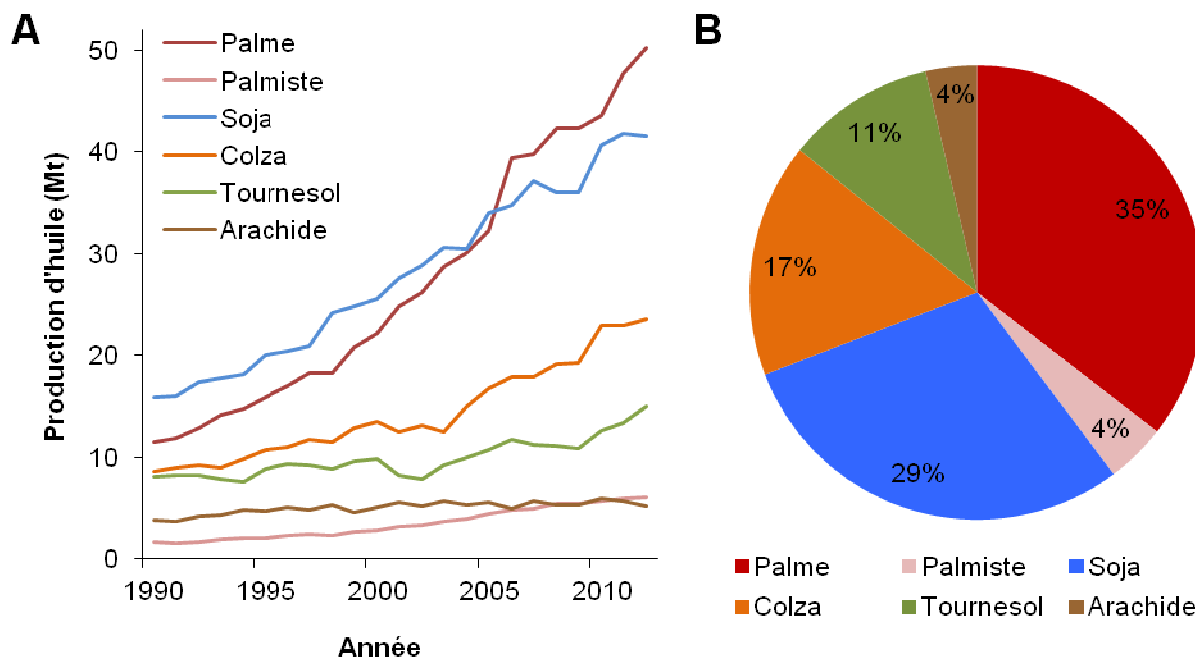 A
Production d'huile (Mt)
50
40
30
20
10
0
Palme
Palmiste
Soja
Colza
Tournesol
Arachide
1990
1995
2000
2005
2010
Année
B
4%
11%
35%
17%
4%
29%
Palme
Palmiste
Soja
Colza
Tournesol
Arachide